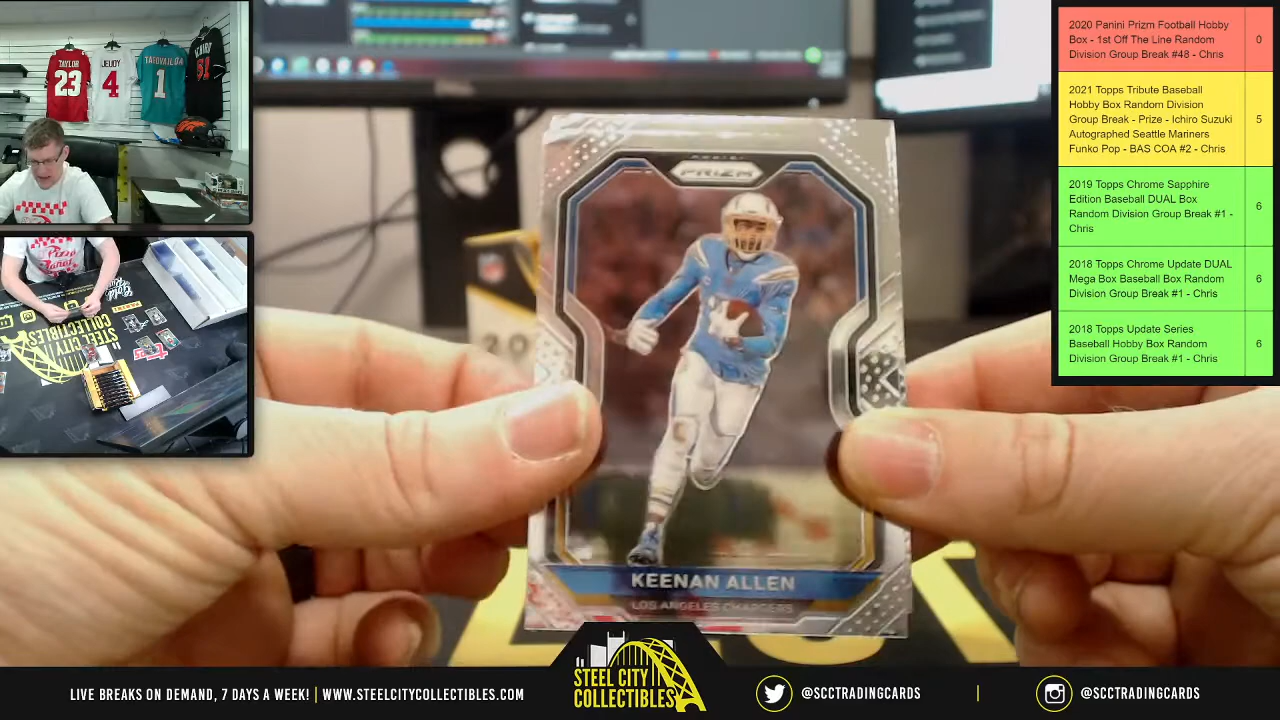 TAYLOR
23
JEUDY
4
TAGOVAILOA
1
51
PRIZM
20
KEENAN ALLEN
LOS ANGELES CHARGERS
STEEL CITY
COLLECTIBLES
2020 Panini Prizm Football Hobby
Box - 1st Off The Line Random
Division Group Break #48 - Chris
0
2021 Topps Tribute Baseball
Hobby Box Random Division
Group Break - Prize - Ichiro Suzuki
Autographed Seattle Mariners
Funko Pop - BAS COA #2 - Chris
5
2019 Topps Chrome Sapphire
Edition Baseball DUAL Box
Random Division Group Break #1 -
Chris
6
2018 Topps Chrome Update DUAL
Mega Box Baseball Box Random
Division Group Break #1 - Chris
6
2018 Topps Update Series
Baseball Hobby Box Random
Division Group Break #1 - Chris
6
LIVE BREAKS ON DEMAND, 7 DAYS A WEEK! | WWW.STEELCITYCOLLECTIBLES.COM
STEEL CITY
COLLECTIBLES
@SCCTRADINGCARDS | @SCCTRADINGCARDS